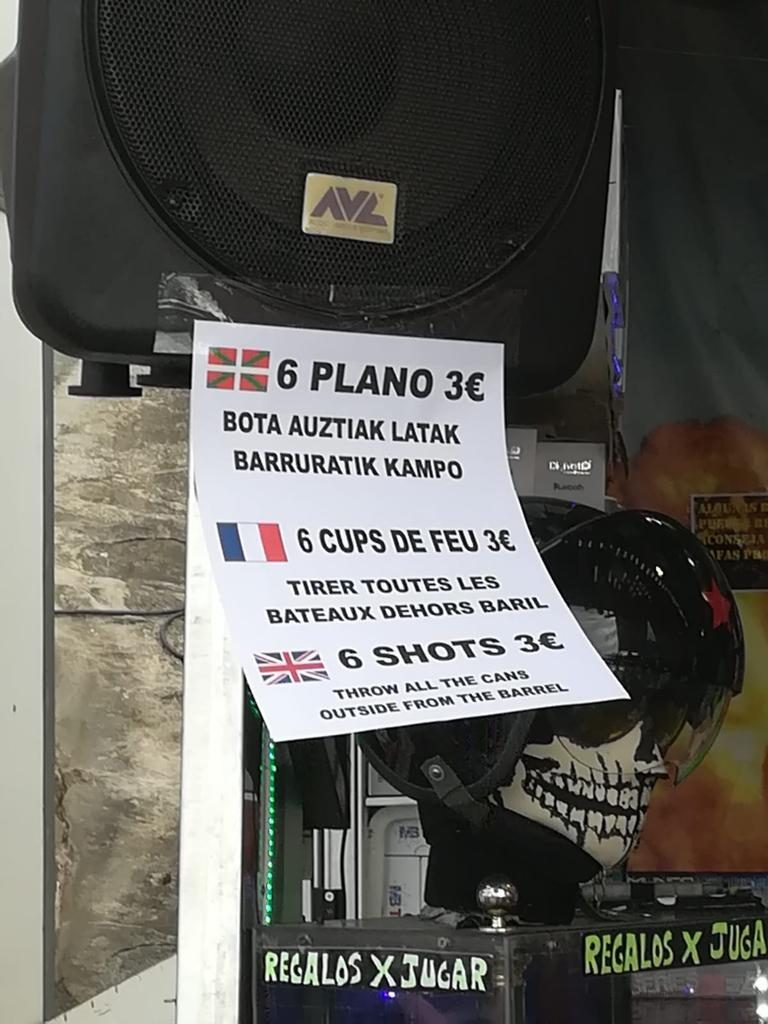 AVL
6 PLANO 3€
BOTA AUZTIAK LATAK
BARRURATIK KAMPO
6 CUPS DE FEU 3€
TIRER TOUTES LES
BATEAUX DEHORS BARIL
6 SHOTS 3€
THROW ALL THE CANS
OUTSIDE FROM THE BARREL
REGALOS X JUGAR
REGALOS X JUGA